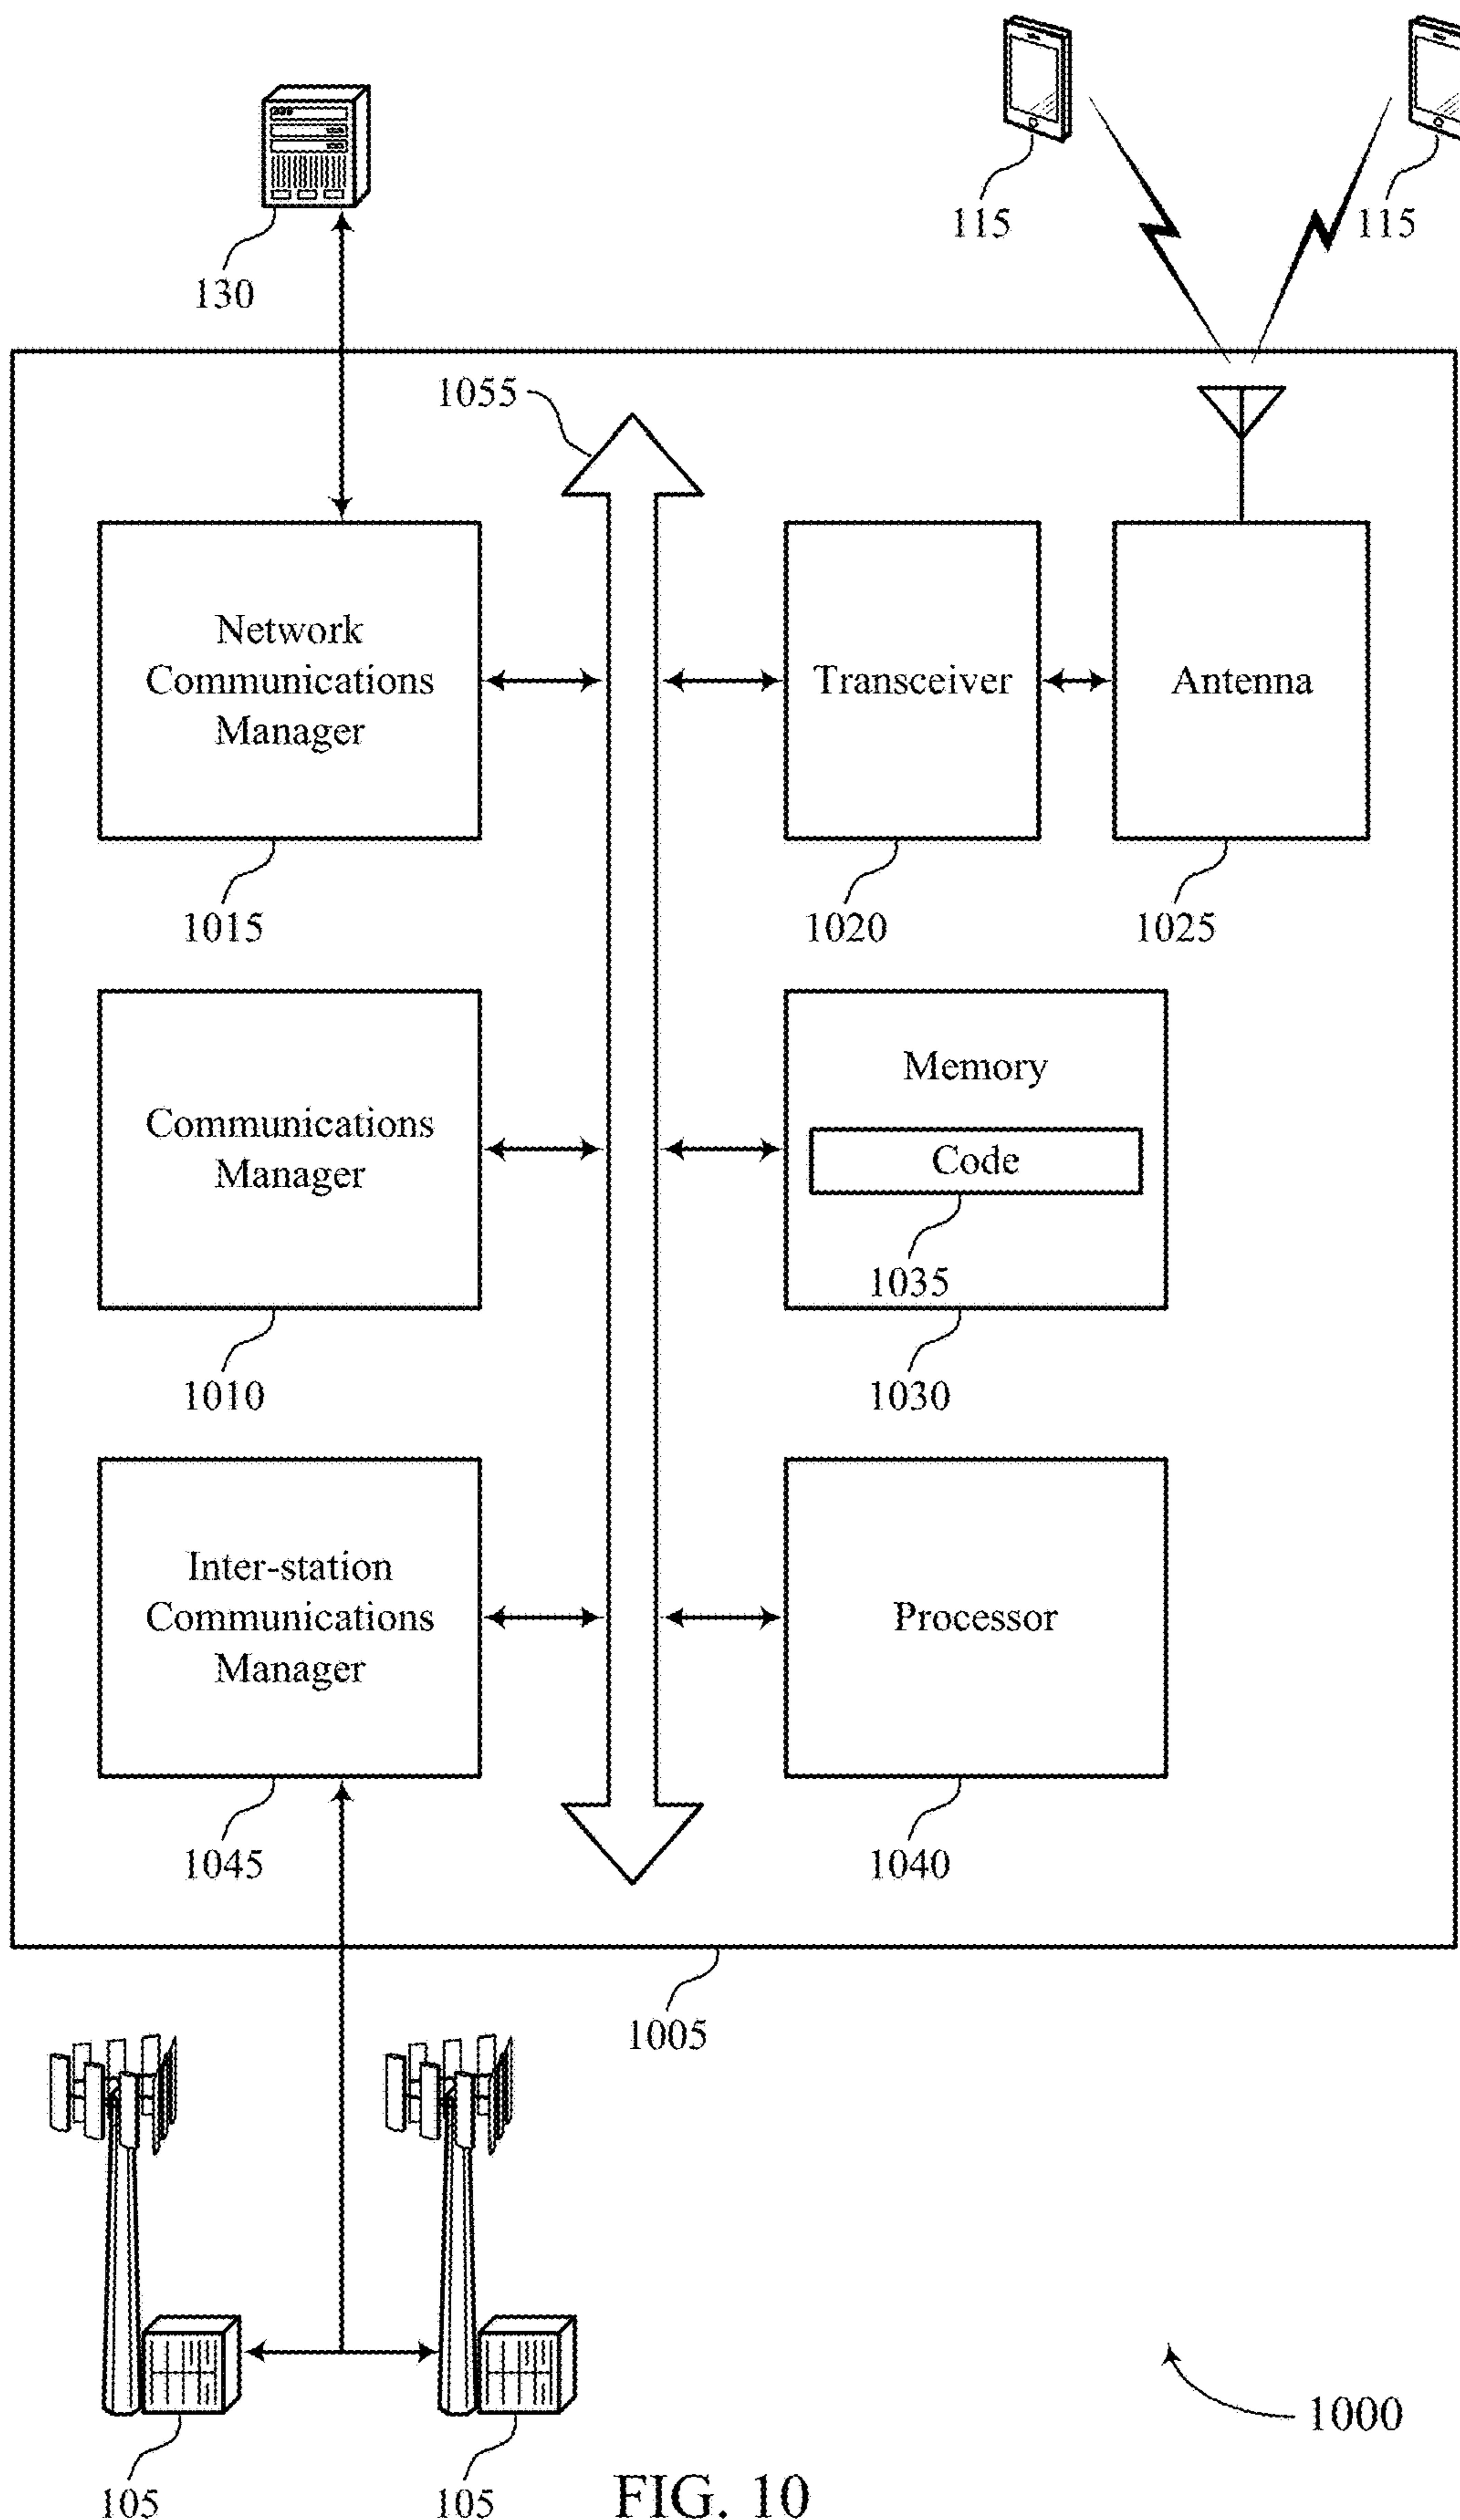 115
115
130
1055
Network
Communications
Manager
Transceiver
Antenna
1015
1020
1025
Communications
Manager
Memory
Code
1035
1010
1030
Inter-station
Communications
Manager
Processor
1045
1040
1005
1000
105
105
FIG. 10